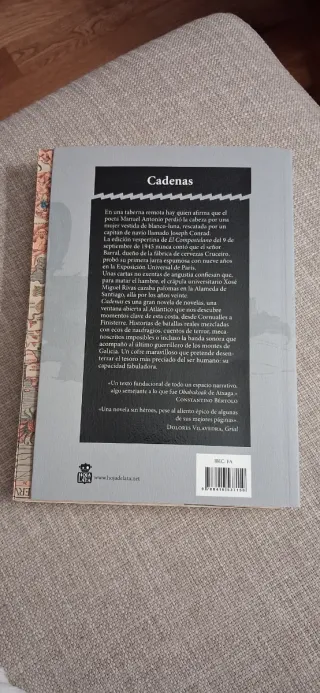 Cadenas
En una taberna remota hay quien afirma que el
poeta Manuel Antonio perdió la cabeza por una
mujer vestida de blanco-luna, rescatada por un
capitán de navío llamado Joseph Conrad.
La edición vespertina de El Compostelano del 9 de
septiembre de 1945 nunca contó que el señor
Barral, dueño de la fábrica de cervezas Cruceiro,
probó su primera jarra espumosa con nueve años
en la Exposición Universal de París.
Unas cartas no exentas de angustia confiesan que,
para matar el hambre, el crápula universitario Xosé
Miguel Rivas cazaba palomas en la Alameda de
Santiago, allá por los años veinte.
Cadenas es una gran novela de novelas, una
ventana abierta al Atlántico que nos descubre
momentos clave de esta costa, desde Cornualles a
Finisterre. Historias de batallas reales mezcladas
con ecos de naufragios, cuentos de terror, meca-
noscritos imposibles o incluso la banda sonora que
acompañó al último guerrillero de los montes de
Galicia. Un cofre maravilloso que pretende desen-
terrar el tesoro más preciado del ser humano: su
capacidad fabuladora.
«Un texto fundacional de todo un espacio narrativo,
algo semejante a lo que fue Obabakoak de Atxaga.»
Constantino Bértolo
«Una novela sin héroes, pese al aliento épico de algunas
de sus mejores páginas».
Dolores Vilavedra, Grial
HOJA
DE LATA
www.hojadelata.net
IBIC: FA